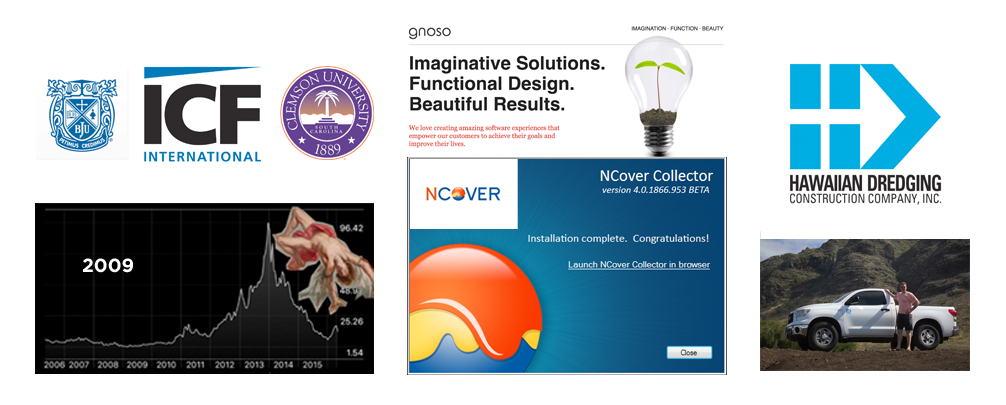 BJU
PETIMUS CREDIMUS
ICF
INTERNATIONAL
CLEMSON UNIVERSITY
SOUTH
CAROLINA
1889
gnoso
IMAGINATION · FUNCTION · BEAUTY
Imaginative Solutions.
Functional Design.
Beautiful Results.
We love creating amazing software experiences that
empower our customers to achieve their goals and
improve their lives.
NCOVER
NCover Collector
version 4.0.1866.953 BETA
Installation complete. Congratulations!
Launch NCover Collector in browser
Close
HAWAIIAN DREDGING
CONSTRUCTION COMPANY, INC.
2009
96.42
25.26
1.54
2006 2007 2008 2009 2010 2011 2012 2013 2014 2015